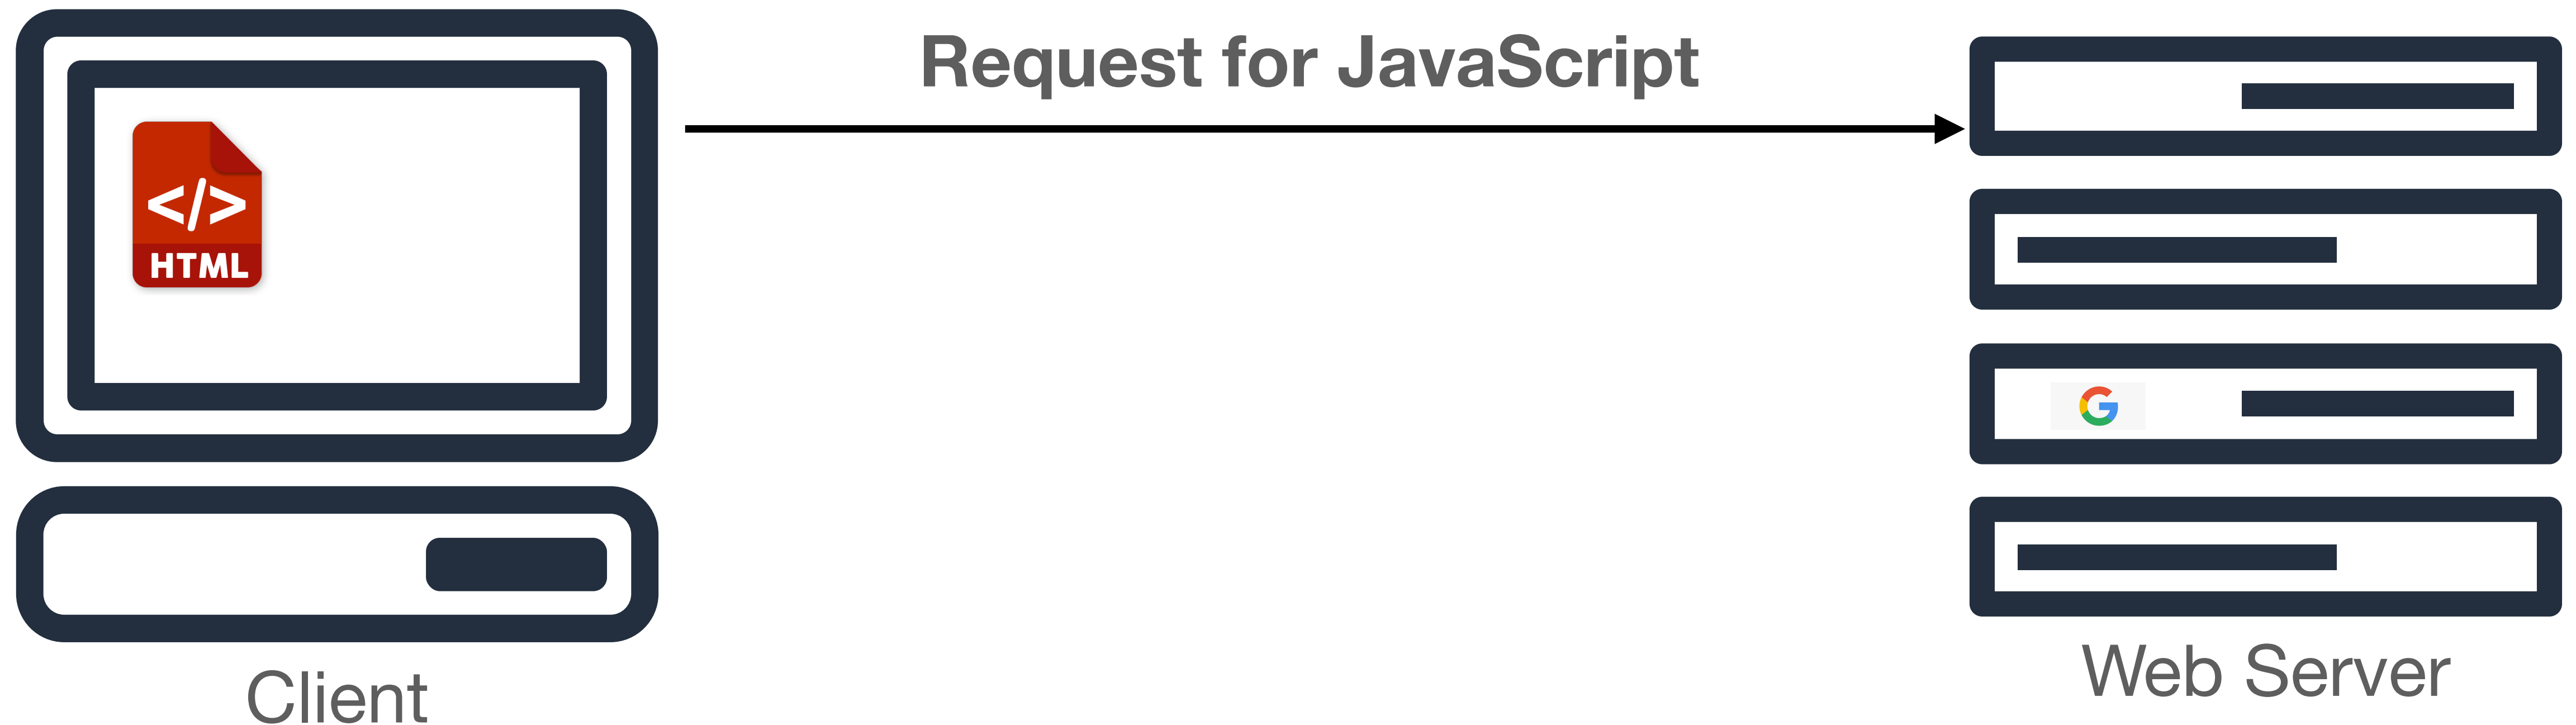 Request for JavaScript
</>
HTML
G
Client
Web Server